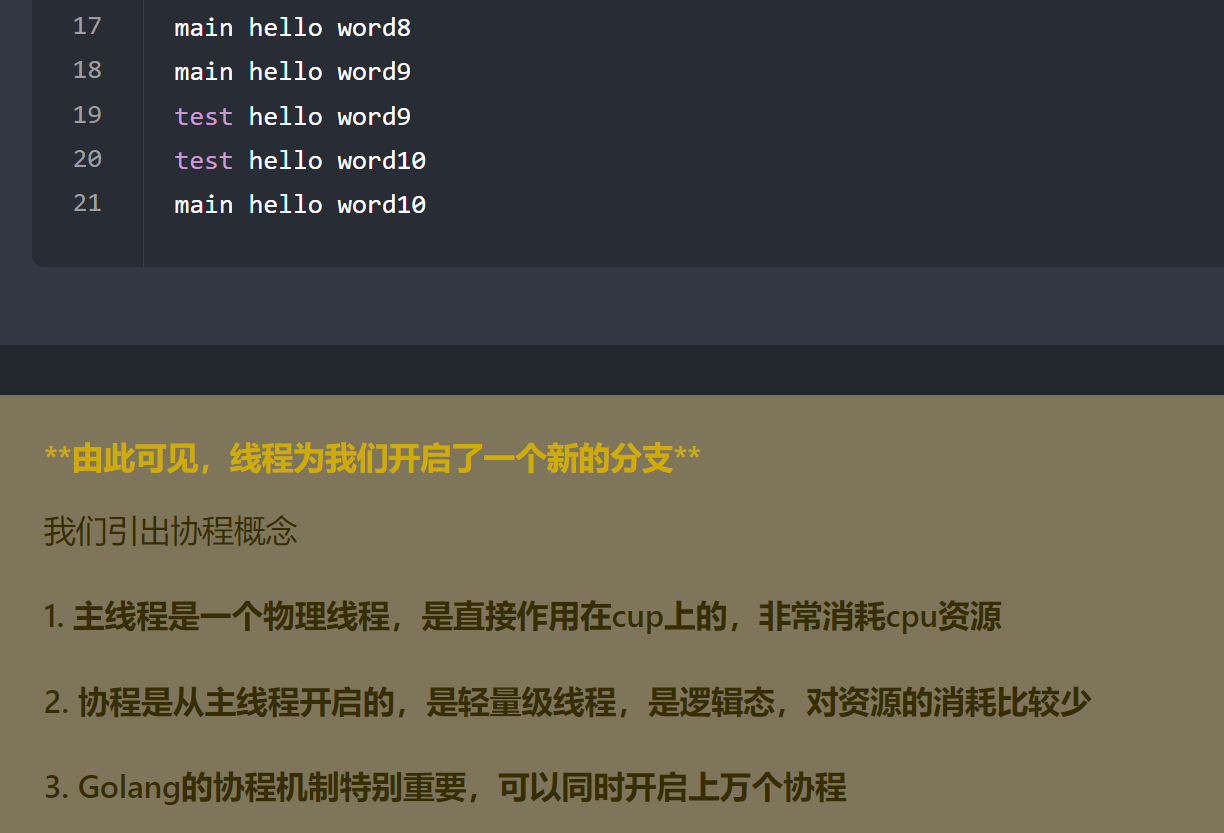 17 main hello word8
18 main hello word9
19 test hello word9
20 test hello word10
21 main hello word10
**由此可见，线程为我们开启了一个新的分支**
我们引出协程概念
1. 主线程是一个物理线程，是直接作用在cup上的，非常消耗cpu资源
2. 协程是从主线程开启的，是轻量级线程，是逻辑态，对资源的消耗比较少
3. Golang的协程机制特别重要，可以同时开启上万个协程